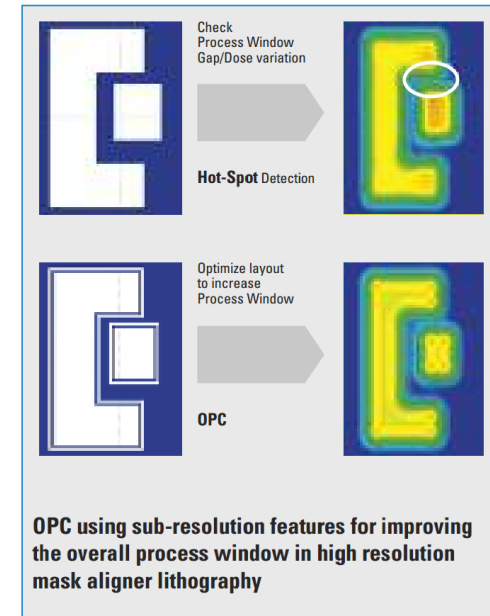 Check
Process Window
Gap/Dose variation
Hot-Spot Detection
Optimize layout
to increase
Process Window
OPC
OPC using sub-resolution features for improving
the overall process window in high resolution
mask aligner lithography